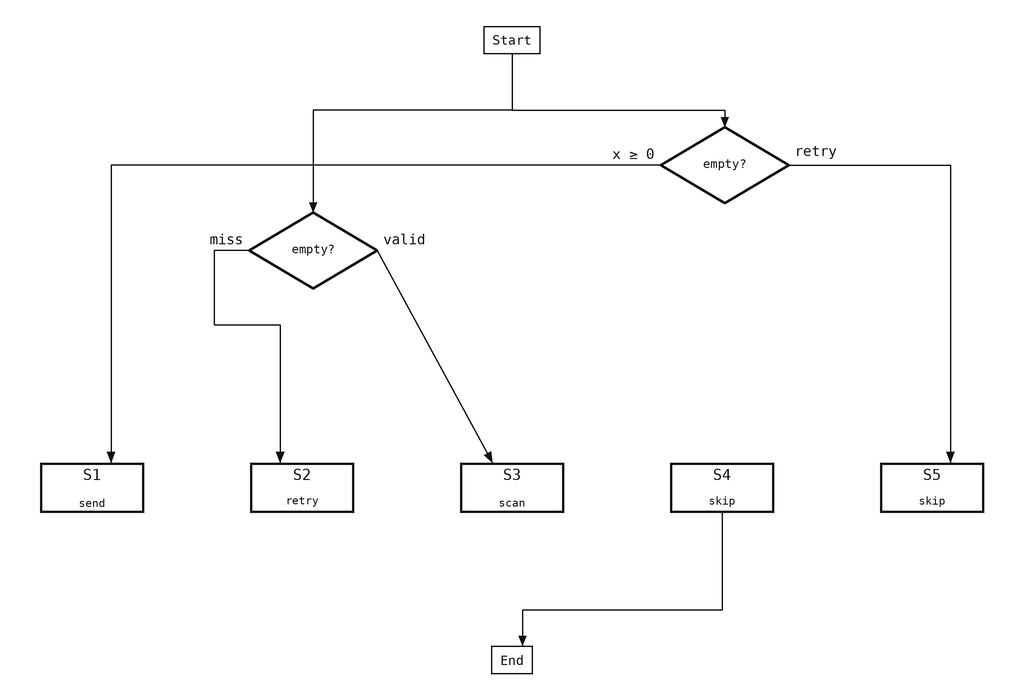 Start
x ≥ 0
empty?
retry
miss
empty?
valid
S1
send
S2
retry
S3
scan
S4
skip
S5
skip
End